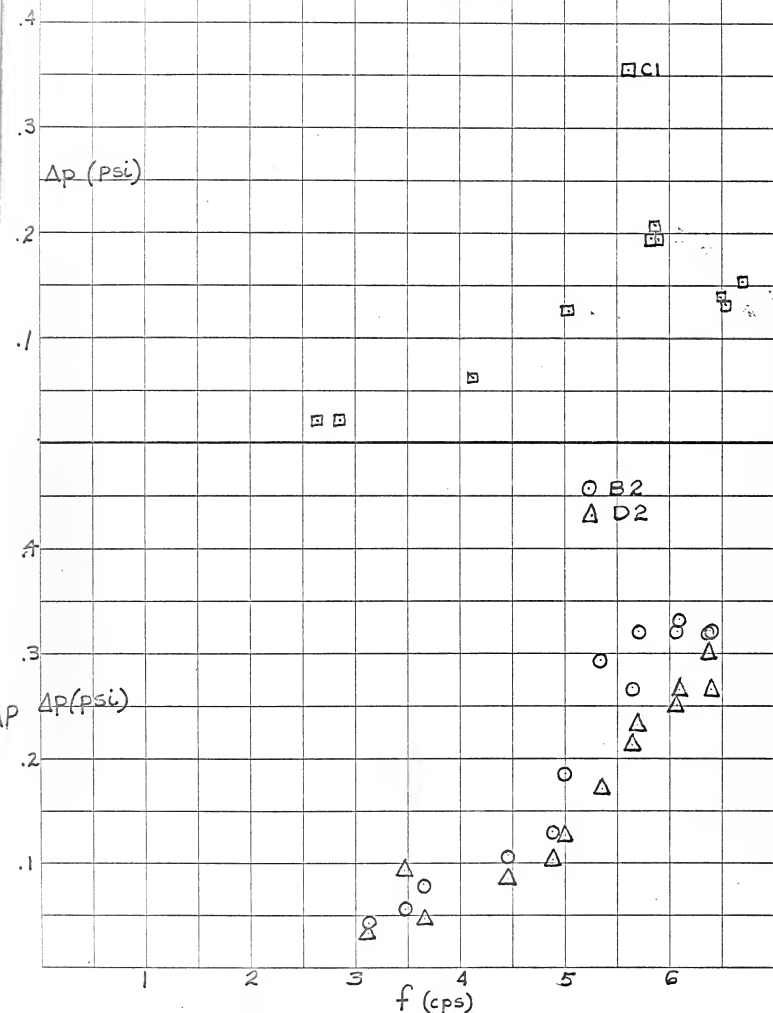 .4
C1
.3
Δp (psi)
.2
.1
B2
D2
.4
.3
Δp(psi)
.2
.1
1 2 3 4 5 6
f (cps)